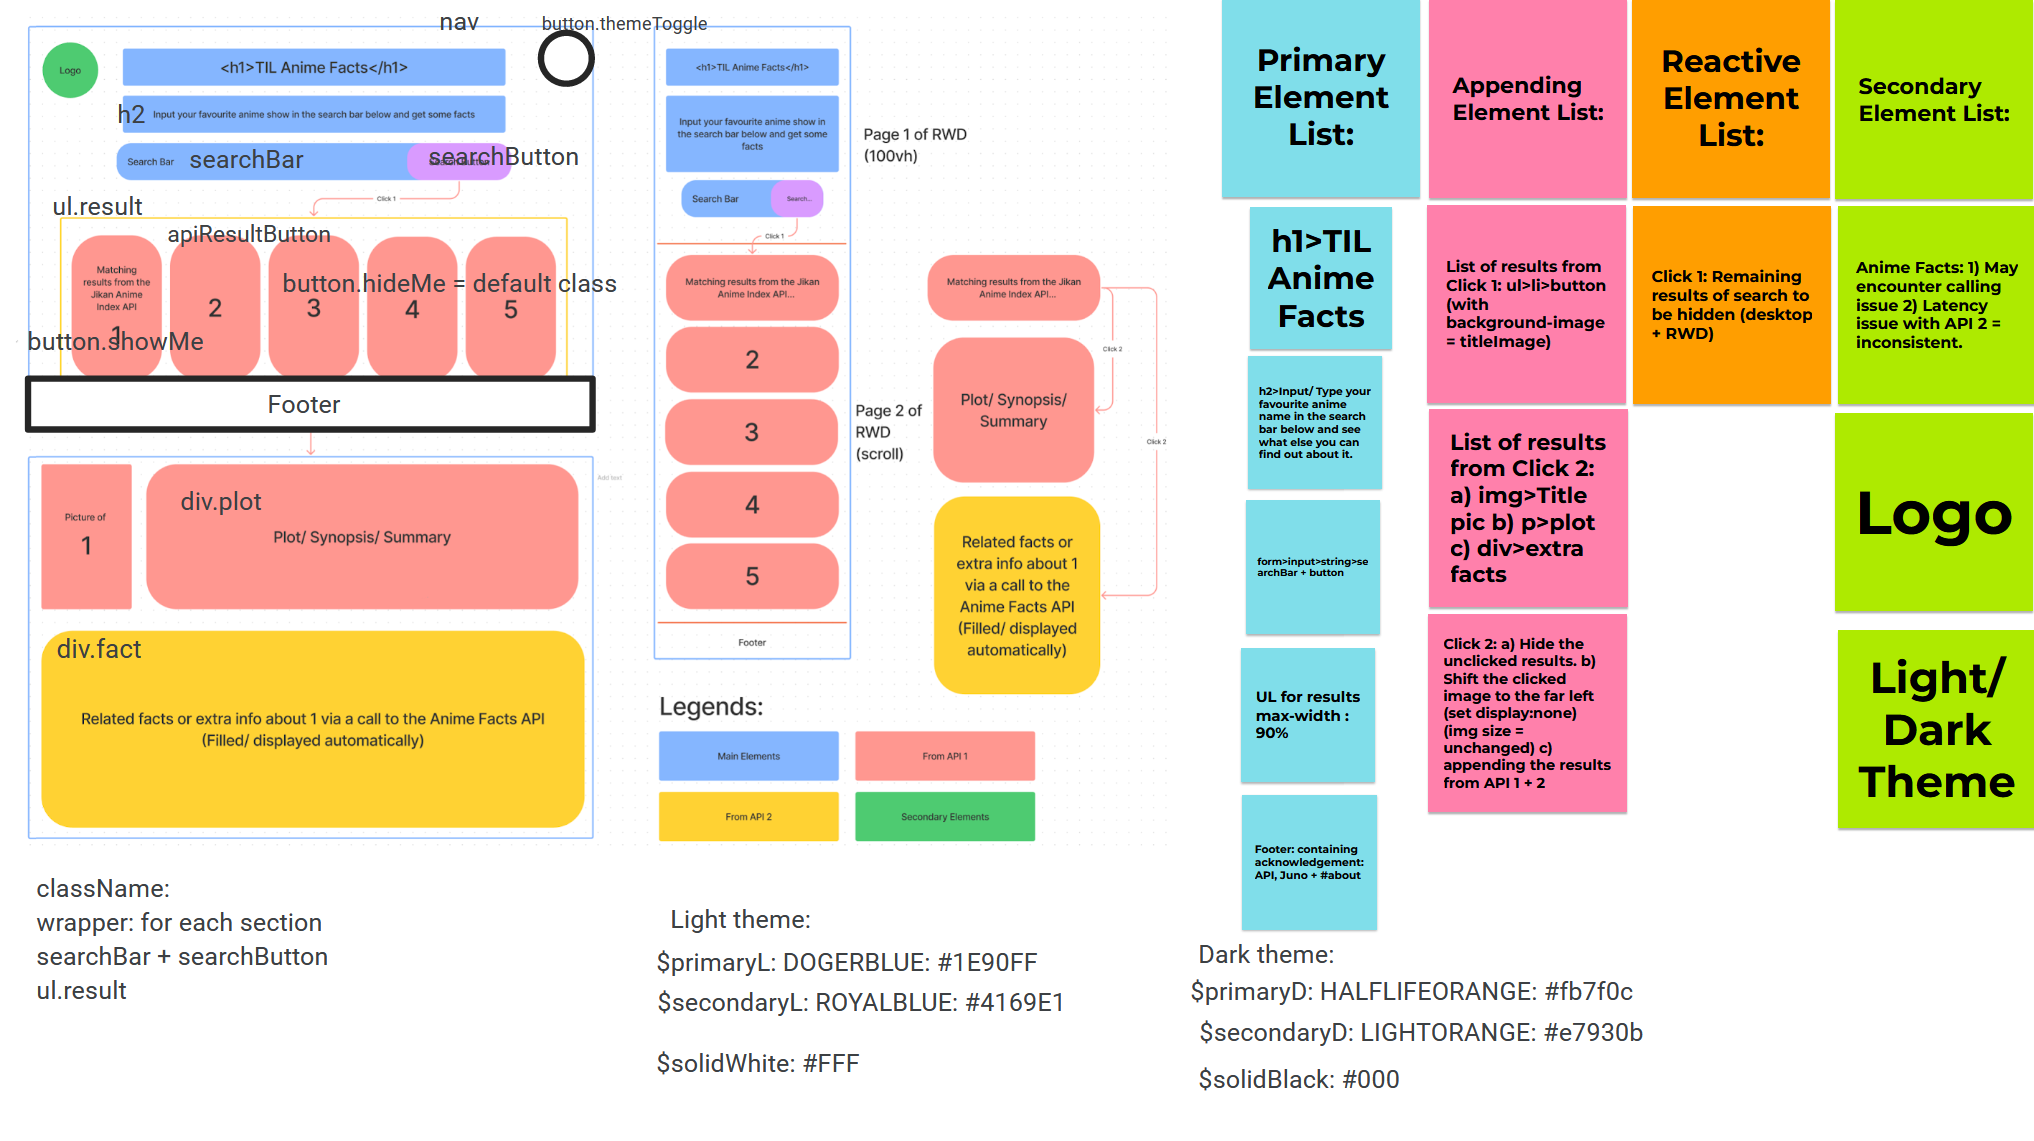 nav
button.themeToggle
Logo
<h1>TIL Anime Facts</h1>
h2
Input your favourite anime show in the search bar below and get some facts
Search Bar
searchBar
searchButton
Click 1
ul.result
apiResultButton
Matching
results from the
Jikan Anime
Index API
1
2
3
4
5
button.hideMe = default class
button.showMe
Footer
Picture of
1
div.plot
Plot/ Synopsis/ Summary
Add text
div.fact
Related facts or extra info about 1 via a call to the Anime Facts API
(Filled/ displayed automatically)
className:
wrapper: for each section
searchBar + searchButton
ul.result
<h1>TIL Anime Facts</h1>
Input your favourite anime show in
the search bar below and get some
facts
Search Bar
Search...
Click 1
Page 1 of RWD
(100vh)
Matching results from the Jikan
Anime Index API...
2
3
4
5
Footer
Page 2 of
RWD
(scroll)
Matching results from the Jikan
Anime Index API...
Click 2
Plot/ Synopsis/
Summary
Click 2
Related facts or
extra info about 1
via a call to the
Anime Facts API
(Filled/ displayed
automatically)
Legends:
Main Elements
From API 1
From API 2
Secondary Elements
Light theme:
$primaryL: DOGERBLUE: #1E90FF
$secondaryL: ROYALBLUE: #4169E1
$solidWhite: #FFF
Primary
Element
List:
h1>TIL
Anime
Facts
h2>Input/ Type your
favourite anime
name in the search
bar below and see
what else you can
find out about it.
form>input>string>se
archBar + button
UL for results
max-width :
90%
Footer: containing
acknowledgement:
API, Juno + #about
Appending
Element List:
List of results from
Click 1: ul>li>button
(with
background-image
= titleImage)
List of results
from Click 2:
a) img>Title
pic b) p>plot
c) div>extra
facts
Click 2: a) Hide the
unclicked results. b)
Shift the clicked
image to the far left
(set display:none)
(img size =
unchanged) c)
appending the results
from API 1 + 2
Reactive
Element
List:
Click 1: Remaining
results of search to
be hidden (desktop
+ RWD)
Secondary
Element List:
Anime Facts: 1) May
encounter calling
issue 2) Latency
issue with API 2 =
inconsistent.
Logo
Light/
Dark
Theme
Dark theme:
$primaryD: HALFLIFEORANGE: #fb7f0c
$secondaryD: LIGHTORANGE: #e7930b
$solidBlack: #000